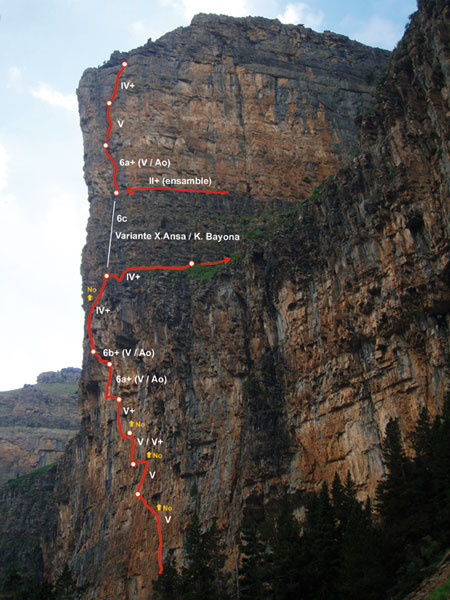 IV+
V
6a+ (V / Ao)
II+ (ensamble)
6c
Variante X.Ansa / K. Bayona
IV+
No
IV+
6b+ (V / Ao)
6a+ (V / Ao)
V+
No
V / V+
No
V
No
V